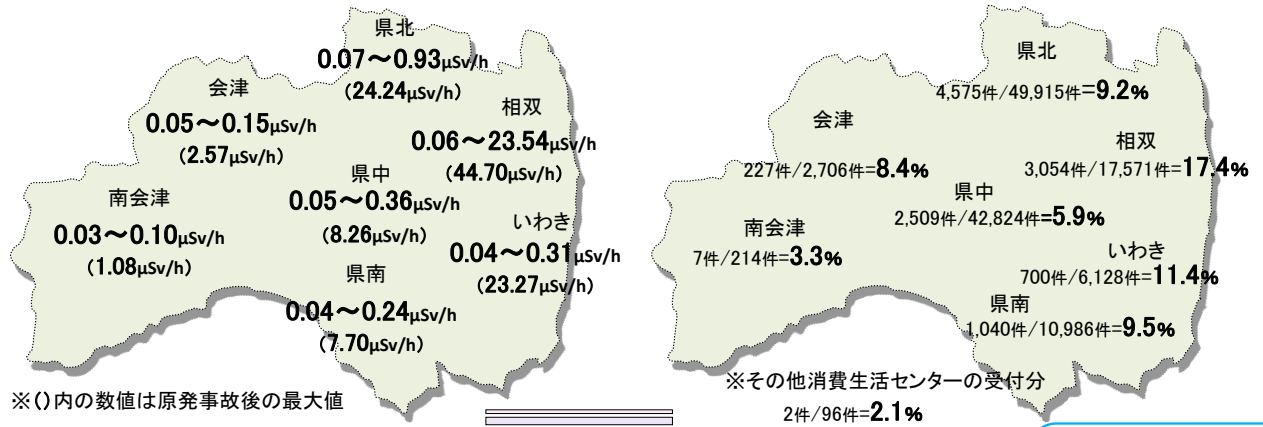 県北
0.07～0.93μSv/h
(24.24μSv/h)
会津
0.05～0.15μSv/h
(2.57μSv/h)
相双
0.06～23.54μSv/h
(44.70μSv/h)
県中
0.05～0.36μSv/h
(8.26μSv/h)
南会津
0.03～0.10μSv/h
(1.08μSv/h)
いわき
0.04～0.31μSv/h
(23.27μSv/h)
県南
0.04～0.24μSv/h
(7.70μSv/h)
※()内の数値は原発事故後の最大値
県北
4,575件/49,915件=9.2%
会津
227件/2,706件=8.4%
相双
3,054件/17,571件=17.4%
県中
2,509件/42,824件=5.9%
南会津
7件/214件=3.3%
いわき
700件/6,128件=11.4%
県南
1,040件/10,986件=9.5%
※その他消費生活センターの受付分
2件/96件=2.1%